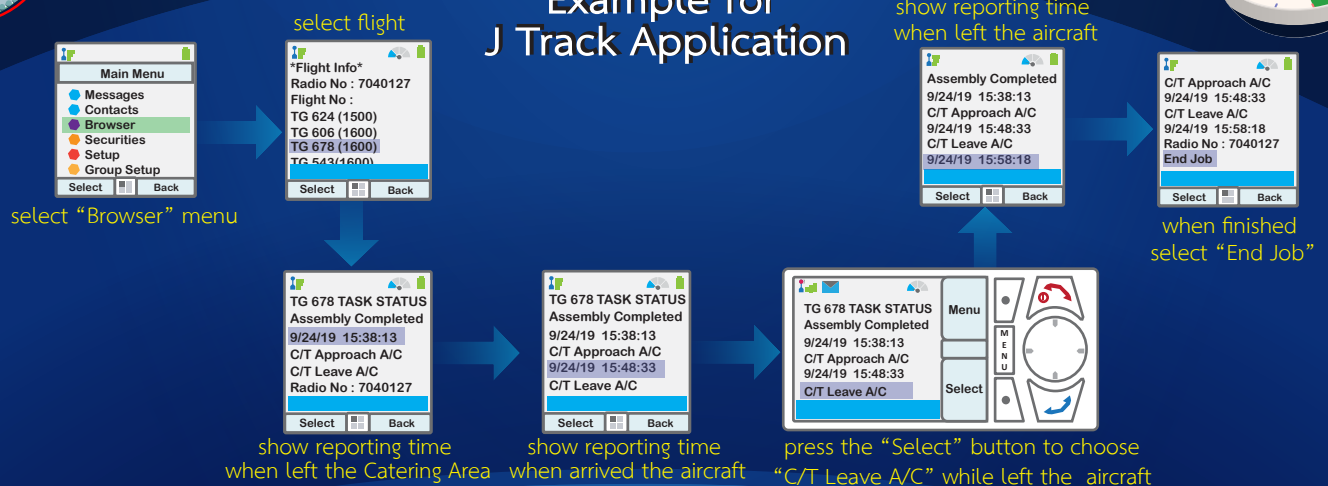 Example for
J Track Application
select flight
Main Menu
Messages
Contacts
Browser
Securities
Setup
Group Setup
Select Back
select “Browser” menu
*Flight Info*
Radio No : 7040127
Flight No :
TG 624 (1500)
TG 606 (1600)
TG 678 (1600)
TG 543(1600)
Select Back
TG 678 TASK STATUS
Assembly Completed
9/24/19 15:38:13
C/T Approach A/C
C/T Leave A/C
Radio No : 7040127
Select Back
show reporting time
when left the Catering Area
TG 678 TASK STATUS
Assembly Completed
9/24/19 15:38:13
C/T Approach A/C
9/24/19 15:48:33
C/T Leave A/C
Select Back
show reporting time
when arrived the aircraft
TG 678 TASK STATUS
Assembly Completed
9/24/19 15:38:13
C/T Approach A/C
9/24/19 15:48:33
C/T Leave A/C
Menu
Select
MENU
press the “Select” button to choose
“C/T Leave A/C” while left the aircraft
show reporting time
when left the aircraft
Assembly Completed
9/24/19 15:38:13
C/T Approach A/C
9/24/19 15:48:33
C/T Leave A/C
9/24/19 15:58:18
Select Back
C/T Approach A/C
9/24/19 15:48:33
C/T Leave A/C
9/24/19 15:58:18
Radio No : 7040127
End Job
Select Back
when finished
select “End Job”